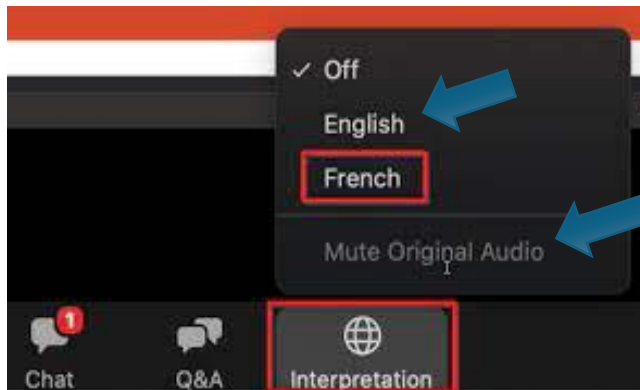 Off
English
French
Mute Original Audio
1
Chat
Q&A
Interpretation